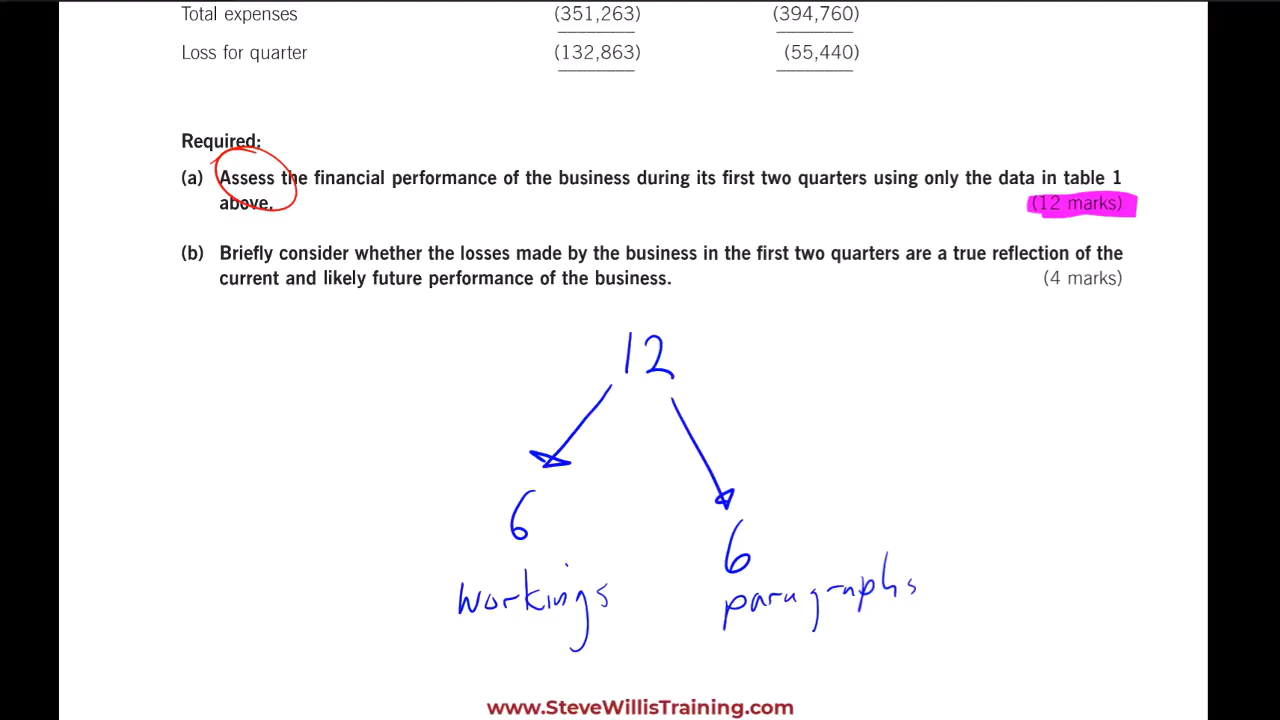 Total expenses (351,263) (394,760)
Loss for quarter (132,863) (55,440)
Required:
(a) Assess the financial performance of the business during its first two quarters using only the data in table 1
above. (12 marks)
(b) Briefly consider whether the losses made by the business in the first two quarters are a true reflection of the
current and likely future performance of the business. (4 marks)
12
6 6
workings paragraphs
www.SteveWillisTraining.com